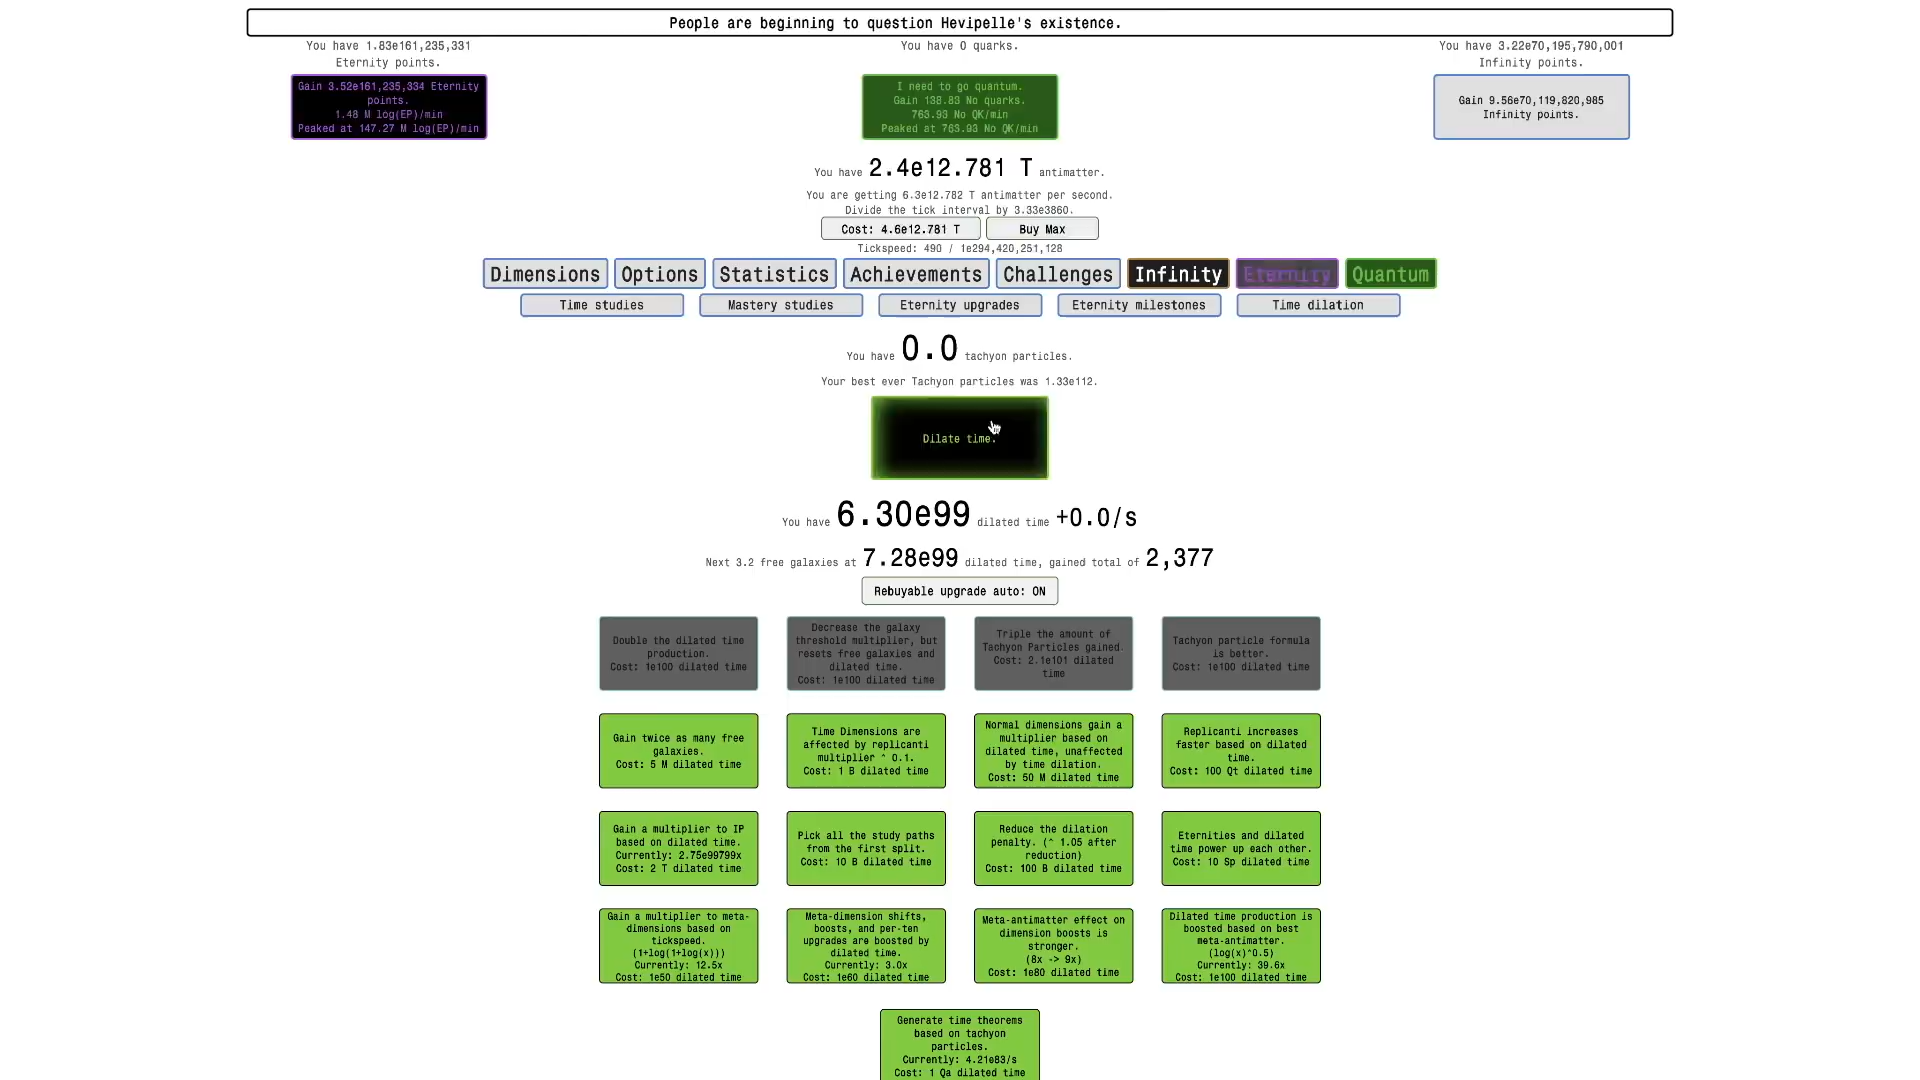 People are beginning to question Hevipelle's existence.
You have 1.83e161,235,331
Eternity points.
You have 0 quarks.
You have 3.22e70,195,790,001
Infinity points.
Gain 3.52e161,235,334 Eternity
points.
1.48 M log(EP)/min
Peaked at 147.27 M log(EP)/min
I need to go quantum.
Gain 138.83 No quarks.
763.93 No QK/min
Peaked at 763.93 No QK/min
Gain 9.56e70,119,820,985
Infinity points.
You have 2.4e12.781 T antimatter.
You are getting 6.3e12.782 T antimatter per second.
Divide the tick interval by 3.33e3860.
Cost: 4.6e12.781 T
Buy Max
Tickspeed: 490 / 1e294,420,251,128
Dimensions
Options
Statistics
Achievements
Challenges
Infinity
Eternity
Quantum
Time studies
Mastery studies
Eternity upgrades
Eternity milestones
Time dilation
You have 0.0 tachyon particles.
Your best ever Tachyon particles was 1.33e112.
Dilate time.
You have 6.30e99 dilated time +0.0/s
Next 3.2 free galaxies at 7.28e99 dilated time, gained total of 2,377
Rebuyable upgrade auto: ON
Double the dilated time
production.
Cost: 1e100 dilated time
Decrease the galaxy
threshold multiplier, but
resets free galaxies and
dilated time.
Cost: 1e100 dilated time
Triple the amount of
Tachyon Particles gained.
Cost: 2.1e101 dilated
time
Tachyon particle formula
is better.
Cost: 1e100 dilated time
Gain twice as many free
galaxies.
Cost: 5 M dilated time
Time Dimensions are
affected by replicanti
multiplier ^ 0.1.
Cost: 1 B dilated time
Normal dimensions gain a
multiplier based on
dilated time, unaffected
by time dilation.
Cost: 50 M dilated time
Replicanti increases
faster based on dilated
time.
Cost: 100 Qt dilated time
Gain a multiplier to IP
based on dilated time.
Currently: 2.75e99799x
Cost: 2 T dilated time
Pick all the study paths
from the first split.
Cost: 10 B dilated time
Reduce the dilation
penalty. (^ 1.05 after
reduction)
Cost: 100 B dilated time
Eternities and dilated
time power up each other.
Cost: 10 Sp dilated time
Gain a multiplier to meta-
dimensions based on
tickspeed.
(1+log(1+log(x)))
Currently: 12.5x
Cost: 1e50 dilated time
Meta-dimension shifts,
boosts, and per-ten
upgrades are boosted by
dilated time.
Currently: 3.0x
Cost: 1e60 dilated time
Meta-antimatter effect on
dimension boosts is
stronger.
(8x -> 9x)
Cost: 1e80 dilated time
Dilated time production is
boosted based on best
meta-antimatter.
(log(x)^0.5)
Currently: 39.6x
Cost: 1e100 dilated time
Generate time theorems
based on tachyon
particles.
Currently: 4.21e83/s
Cost: 1 Qa dilated time